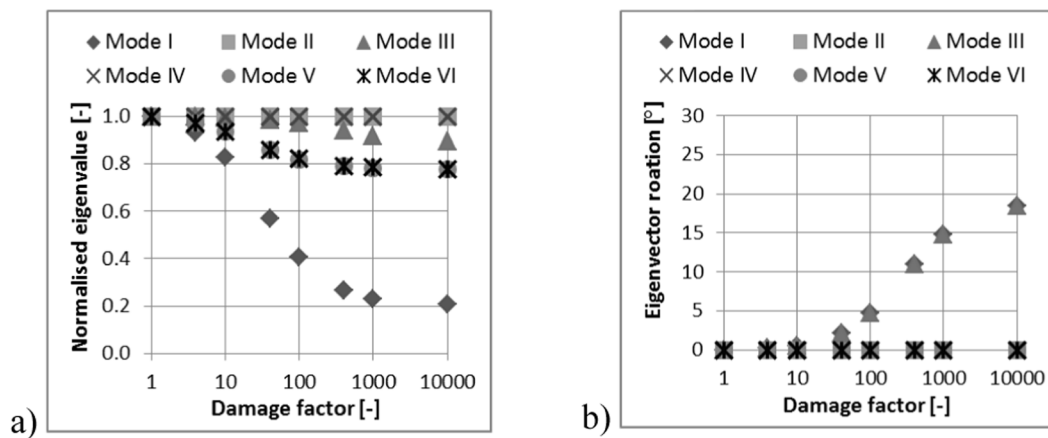 Mode I Mode II Mode III
Mode IV Mode V Mode VI
Normalised eigenvalue [-]
1.0
0.8
0.6
0.4
0.2
0.0
1 10 100 1000 10000
Damage factor [-]
a)
Mode I Mode II Mode III
Mode IV Mode V Mode VI
Eigenvector roation [°]
30
25
20
15
10
5
0
1 10 100 1000 10000
Damage factor [-]
b)